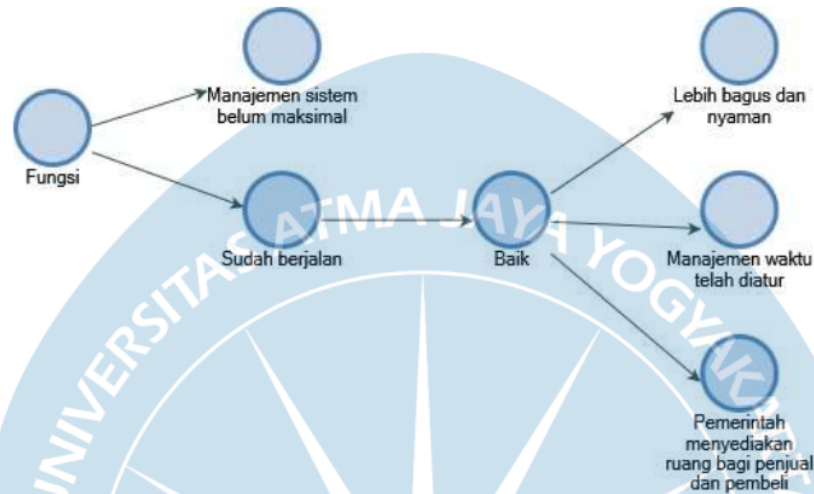 Manajemen sistem
belum maksimal
Lebih bagus dan
nyaman
Fungsi
Sudah berjalan
Baik
Manajemen waktu
telah diatur
Pemerintah
menyediakan
ruang bagi penjual
dan pembeli
UNIVERSITAS ATMA JAYA YOGYAKARTA